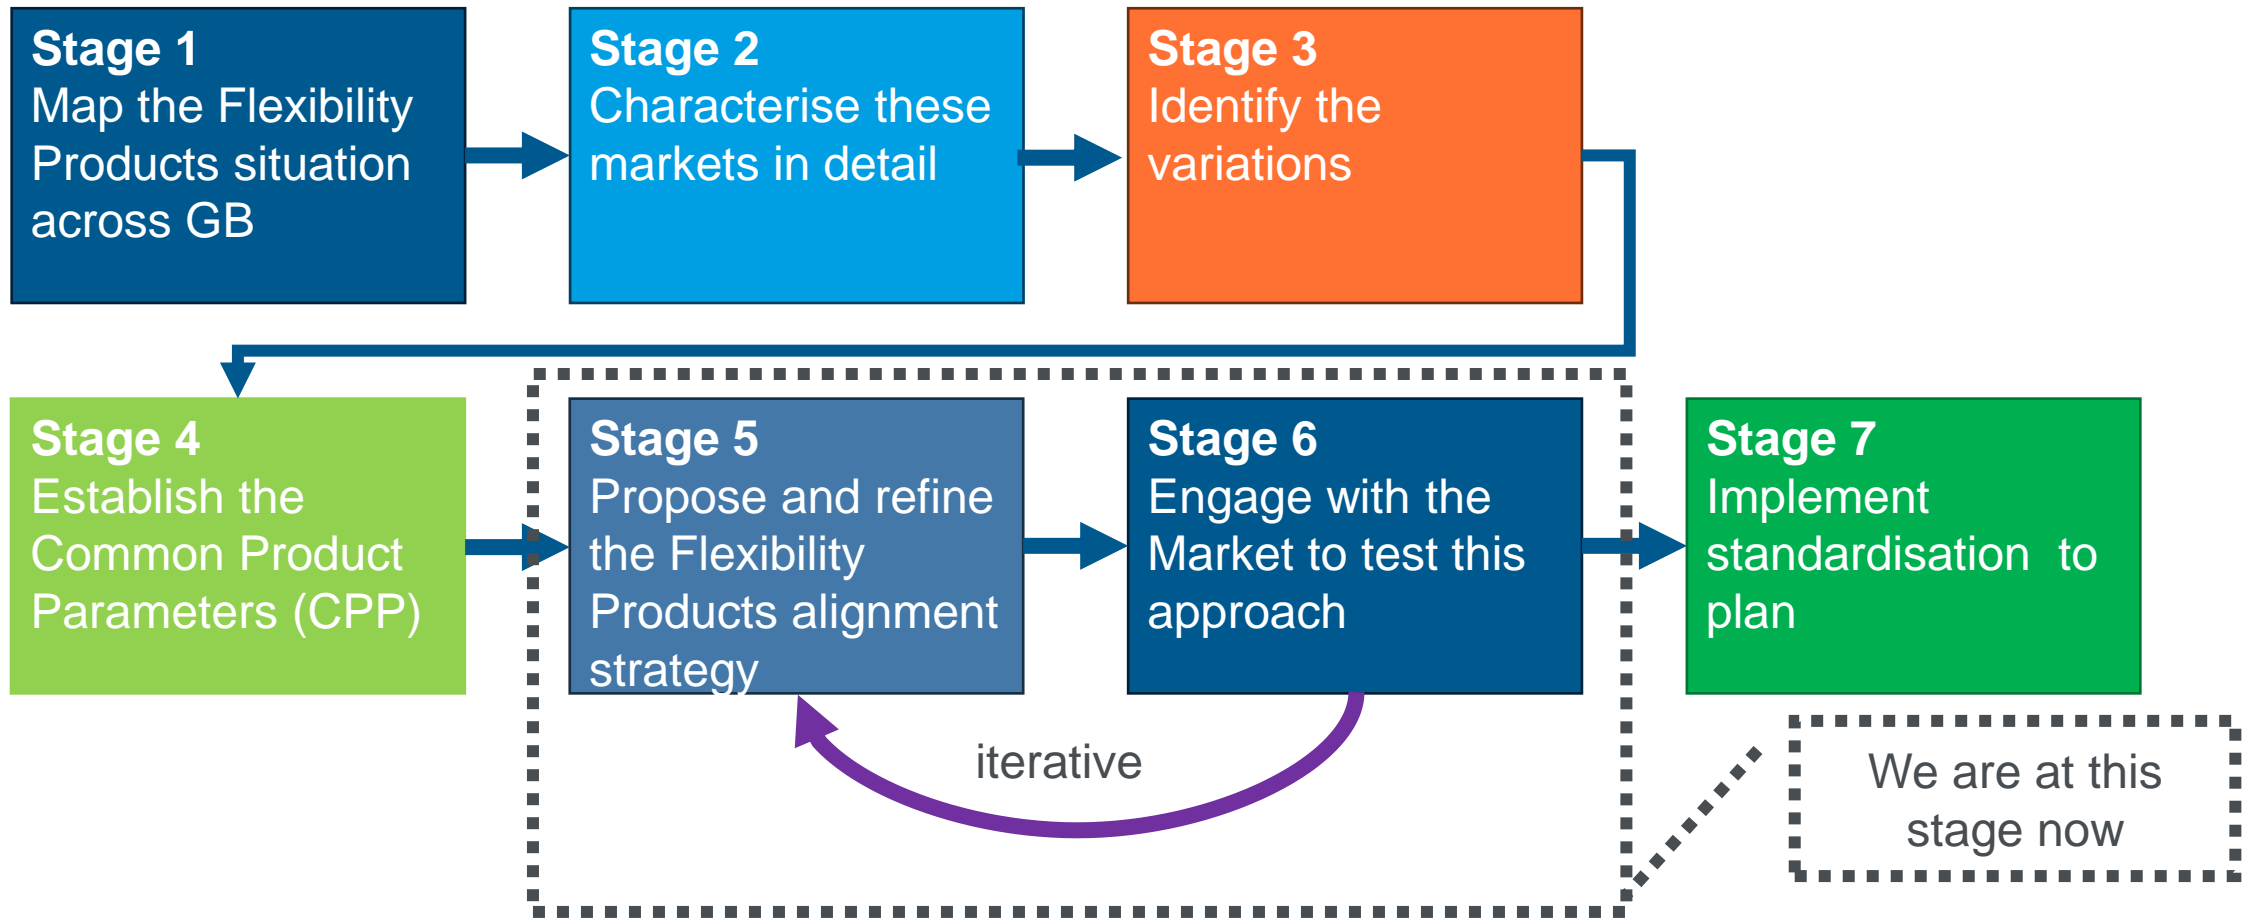 Stage 1
Map the Flexibility
Products situation
across GB
Stage 2
Characterise these
markets in detail
Stage 3
Identify the
variations
Stage 4
Establish the
Common Product
Parameters (CPP)
Stage 5
Propose and refine
the Flexibility
Products alignment
strategy
Stage 6
Engage with the
Market to test this
approach
Stage 7
Implement
standardisation  to
plan
iterative
We are at this
stage now